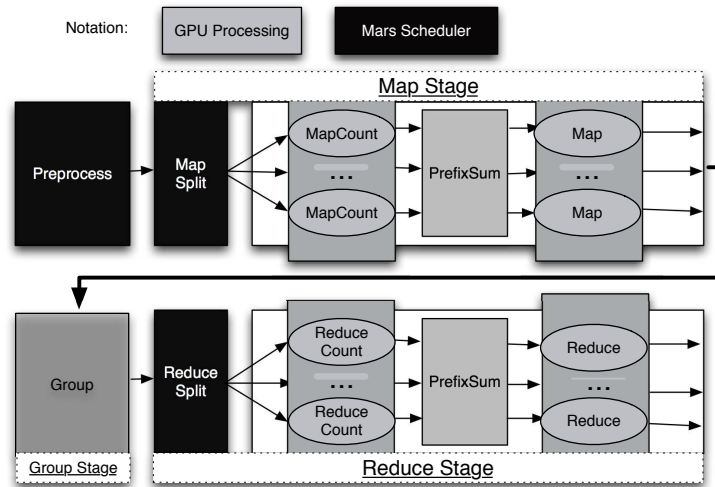 Notation:
GPU Processing
Mars Scheduler
Map Stage
Preprocess
Map
Split
MapCount
...
MapCount
PrefixSum
Map
...
Map
Group
Group Stage
Reduce
Split
Reduce
Count
...
Reduce
Count
PrefixSum
Reduce
...
Reduce
Reduce Stage